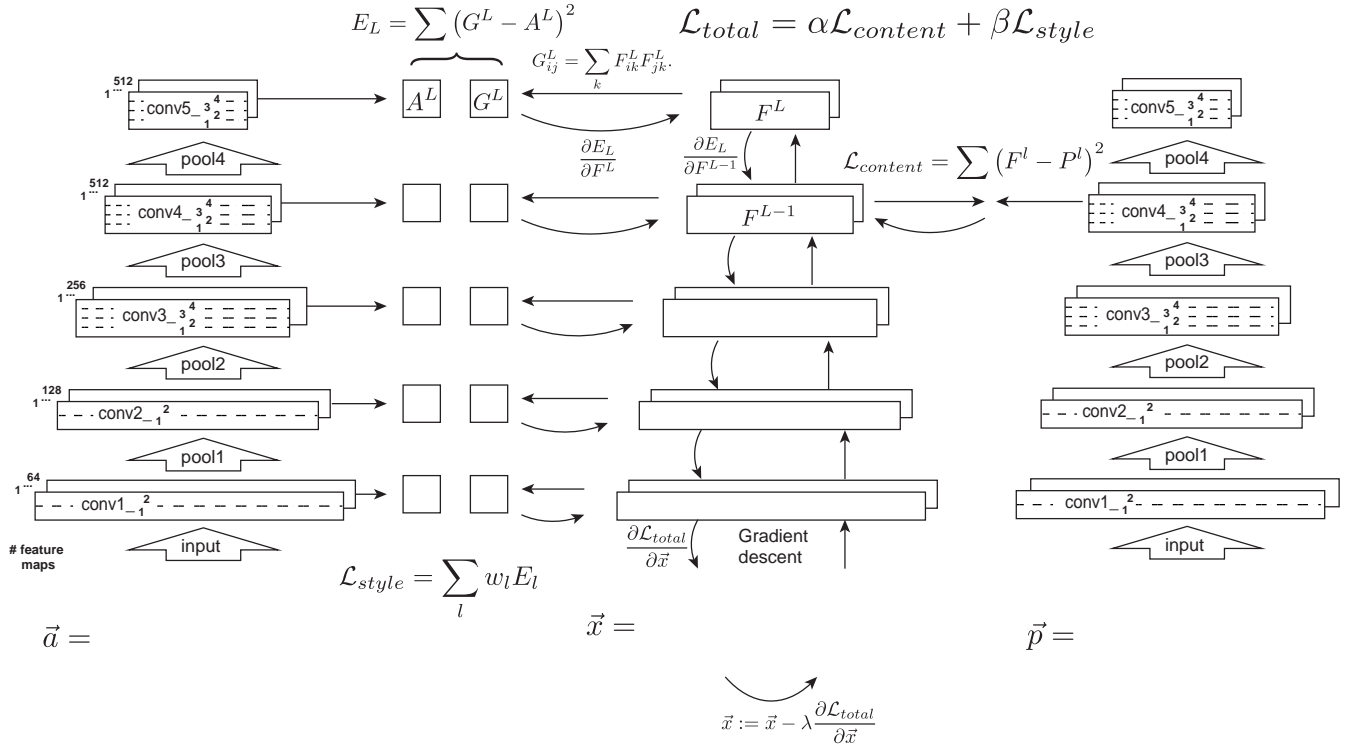 E_L = ∑ (G^L − A^L)^2
ℒ_total = αℒ_content + βℒ_style
G^L_ij = ∑_k F^L_ik F^L_jk.
1...512
conv5_ 1 2 3 4
A^L
G^L
F^L
conv5_ 1 2 3 4
∂E_L/∂F^L
∂E_L/∂F^{L−1}
ℒ_content = ∑ (F^l − P^l)^2
pool4
pool4
1...512
conv4_ 1 2 3 4
F^{L−1}
conv4_ 1 2 3 4
pool3
pool3
1...256
conv3_ 1 2 3 4
conv3_ 1 2 3 4
pool2
pool2
1...128
conv2_ 1 2
conv2_ 1 2
pool1
pool1
1...64
conv1_ 1 2
conv1_ 1 2
# feature
maps
input
∂ℒ_total/∂x⃗
Gradient
descent
input
ℒ_style = ∑_l w_l E_l
a⃗ =
x⃗ =
p⃗ =
x⃗ := x⃗ − λ ∂ℒ_total/∂x⃗